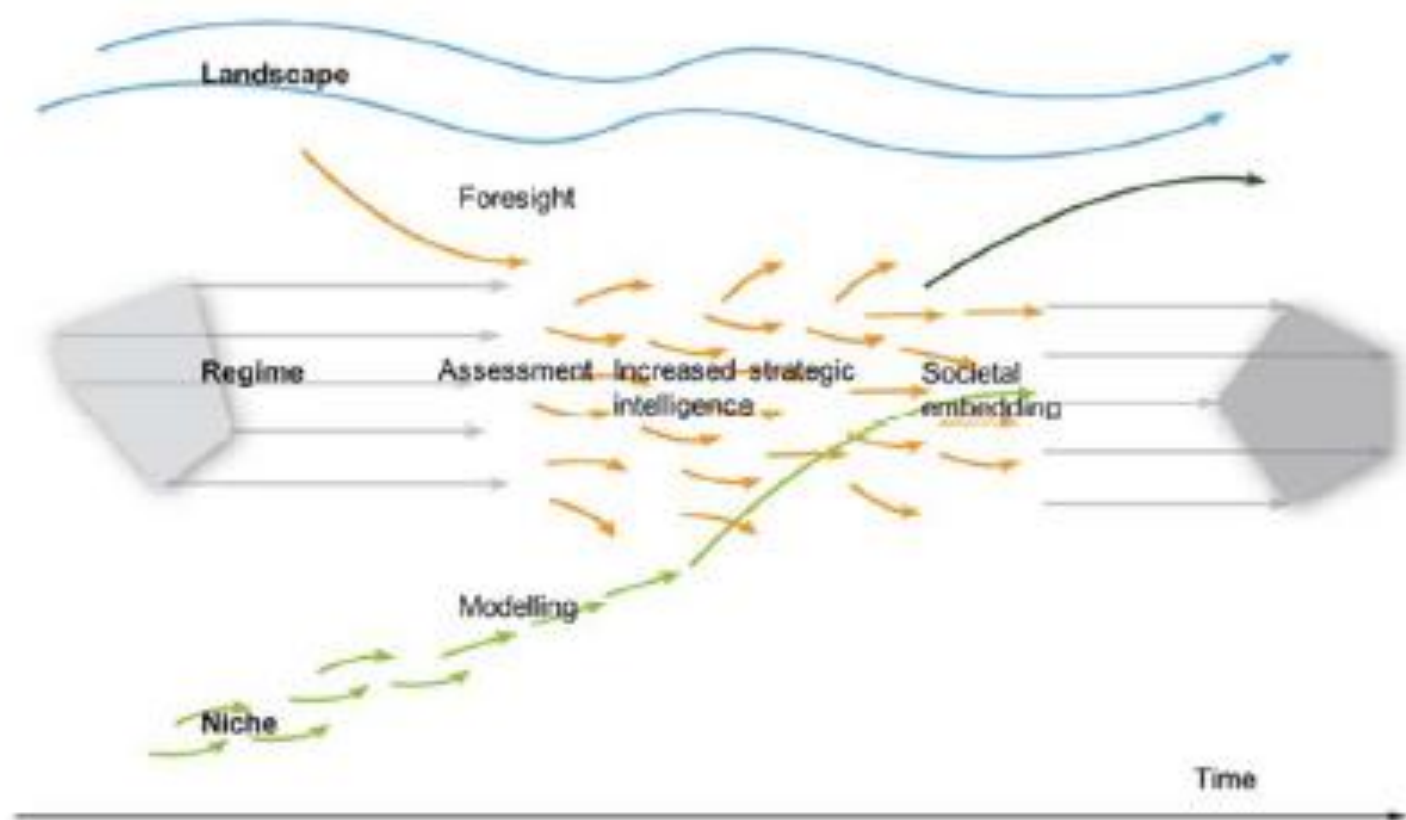 Landscape
Foresight
Regime
Assessment
Increased strategic
intelligence
Societal
embedding
Modelling
Niche
Time